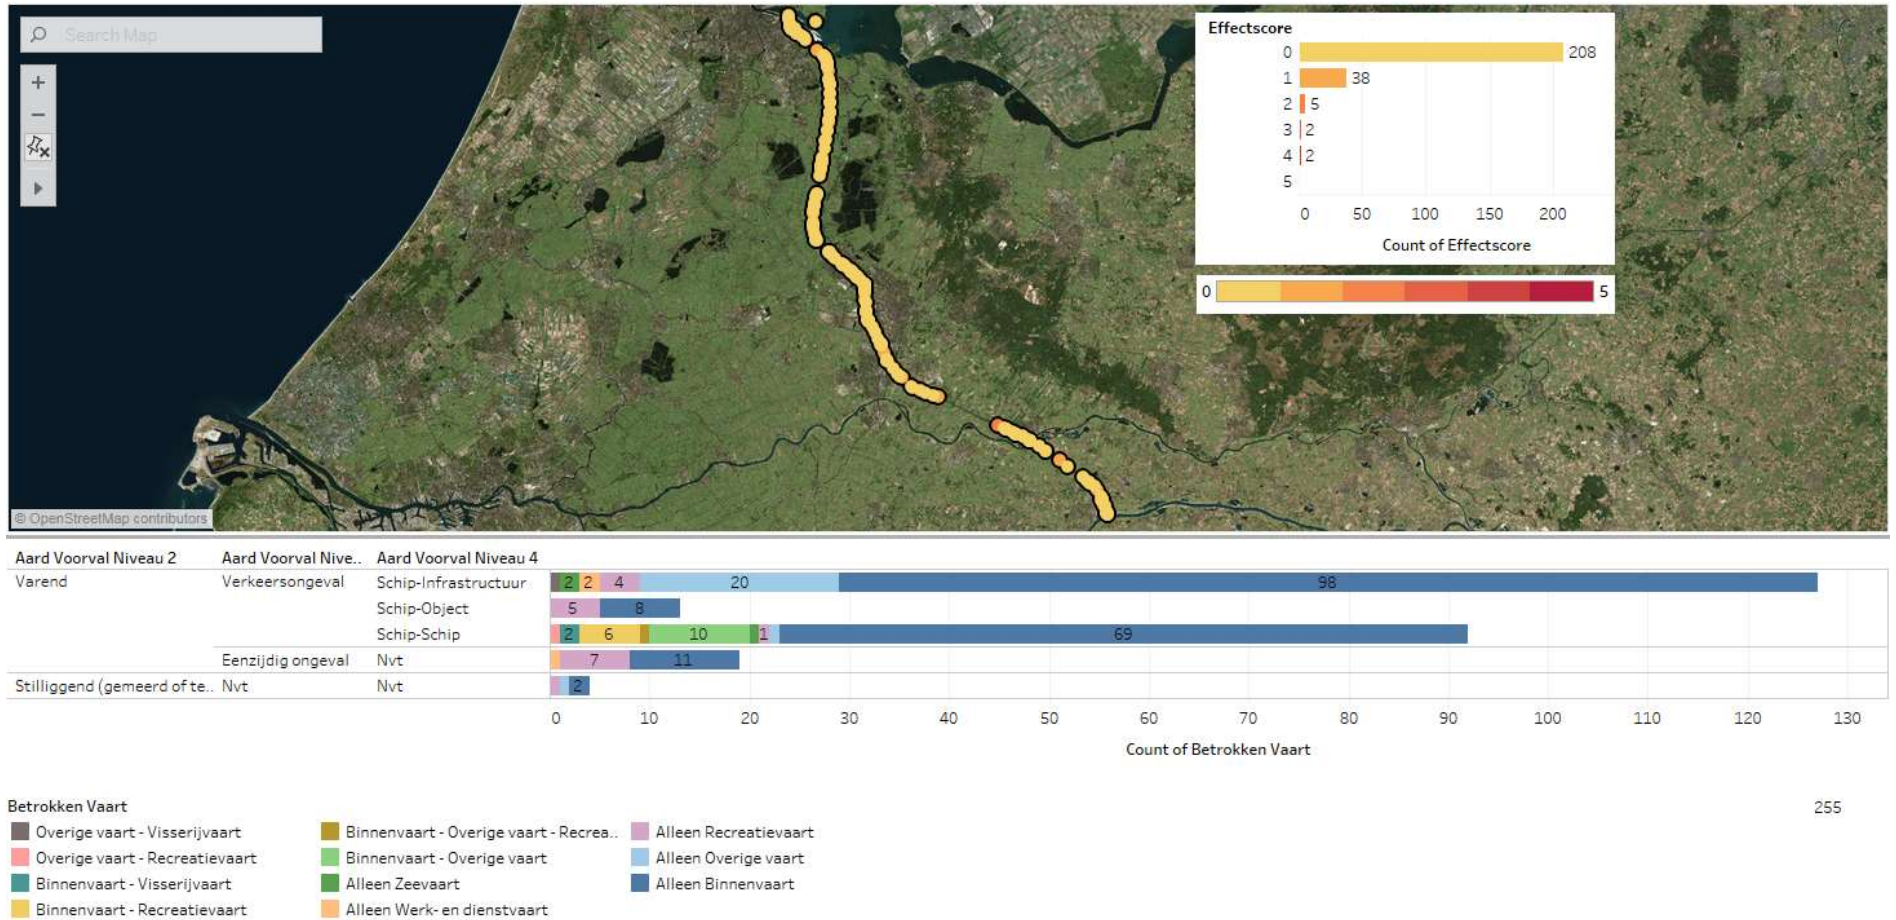 Search Map
Effectscore
0 208
1 38
2 5
3 2
4 2
5
0 50 100 150 200
Count of Effectscore
0 5
© OpenStreetMap contributors
Aard Voorval Niveau 2 Aard Voorval Nive.. Aard Voorval Niveau 4
Varend Verkeersongeval Schip-Infrastructuur 2 2 4 20 98
Schip-Object 5 8
Schip-Schip 2 6 10 1 69
Eenzijdig ongeval Nvt 7 11
Stilliggend (gemeerd of te.. Nvt Nvt 2
0 10 20 30 40 50 60 70 80 90 100 110 120 130
Count of Betrokken Vaart
Betrokken Vaart 255
Overige vaart - Visserijvaart Binnenvaart - Overige vaart - Recrea.. Alleen Recreatievaart
Overige vaart - Recreatievaart Binnenvaart - Overige vaart Alleen Overige vaart
Binnenvaart - Visserijvaart Alleen Zeevaart Alleen Binnenvaart
Binnenvaart - Recreatievaart Alleen Werk- en dienstvaart